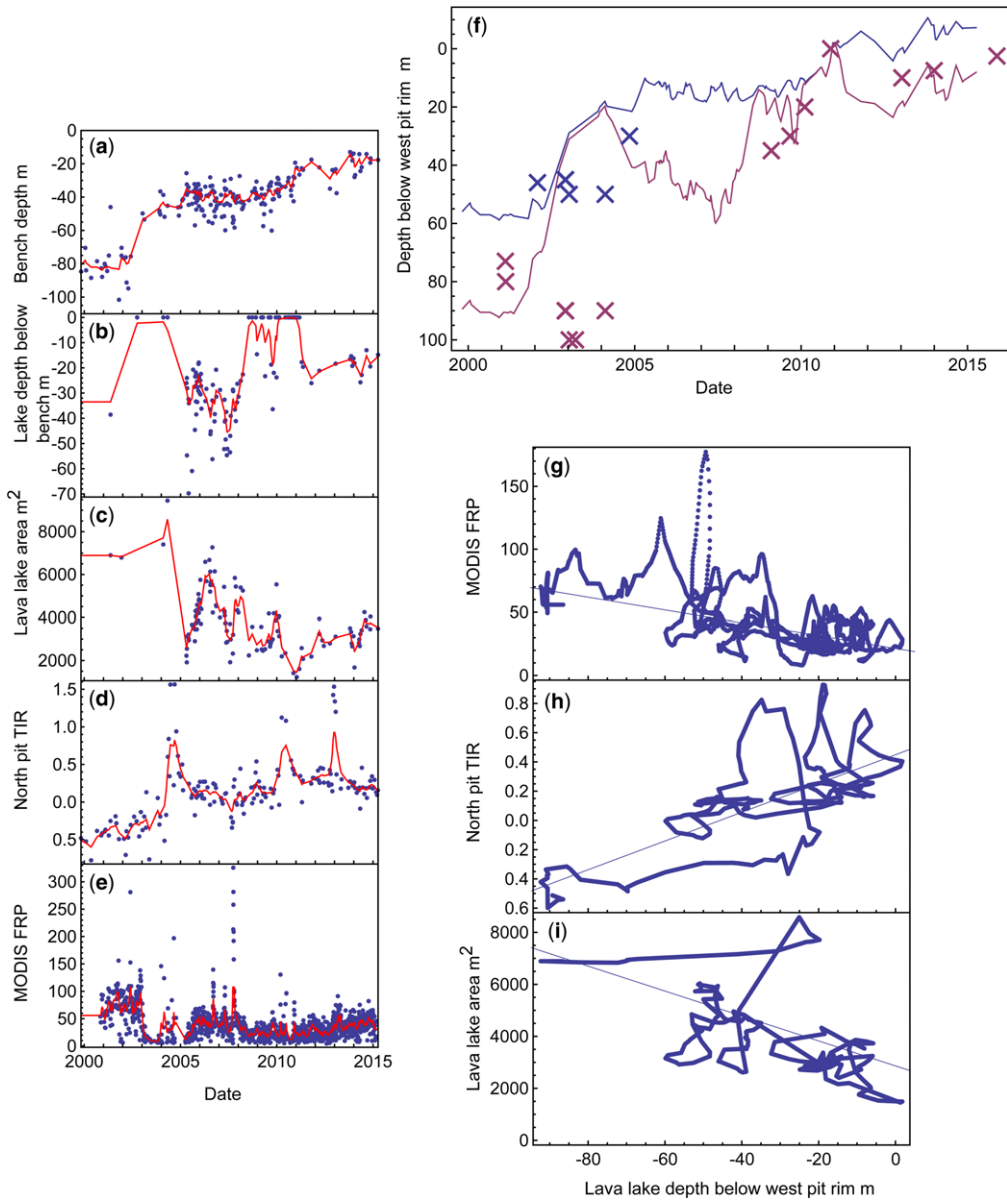 (a)
Bench depth m
0
-20
-40
-60
-80
-100
(b)
Lake depth below
bench m
0
-10
-20
-30
-40
-50
-60
-70
(c)
Lava lake area m²
8000
6000
4000
2000
(d)
North pit TIR
1.5
1.0
0.5
0.0
0.5
(e)
MODIS FRP
300
250
200
150
100
50
0
2000 2005 2010 2015
Date
(f)
Depth below west pit rim m
0
20
40
60
80
100
2000 2005 2010 2015
Date
(g)
MODIS FRP
150
100
50
0
(h)
North pit TIR
0.4
0.2
0.0
0.2
0.4
0.6
(i)
Lava lake area m²
8000
6000
4000
2000
0
-80 -60 -40 -20 0
Lava lake depth below west pit rim m